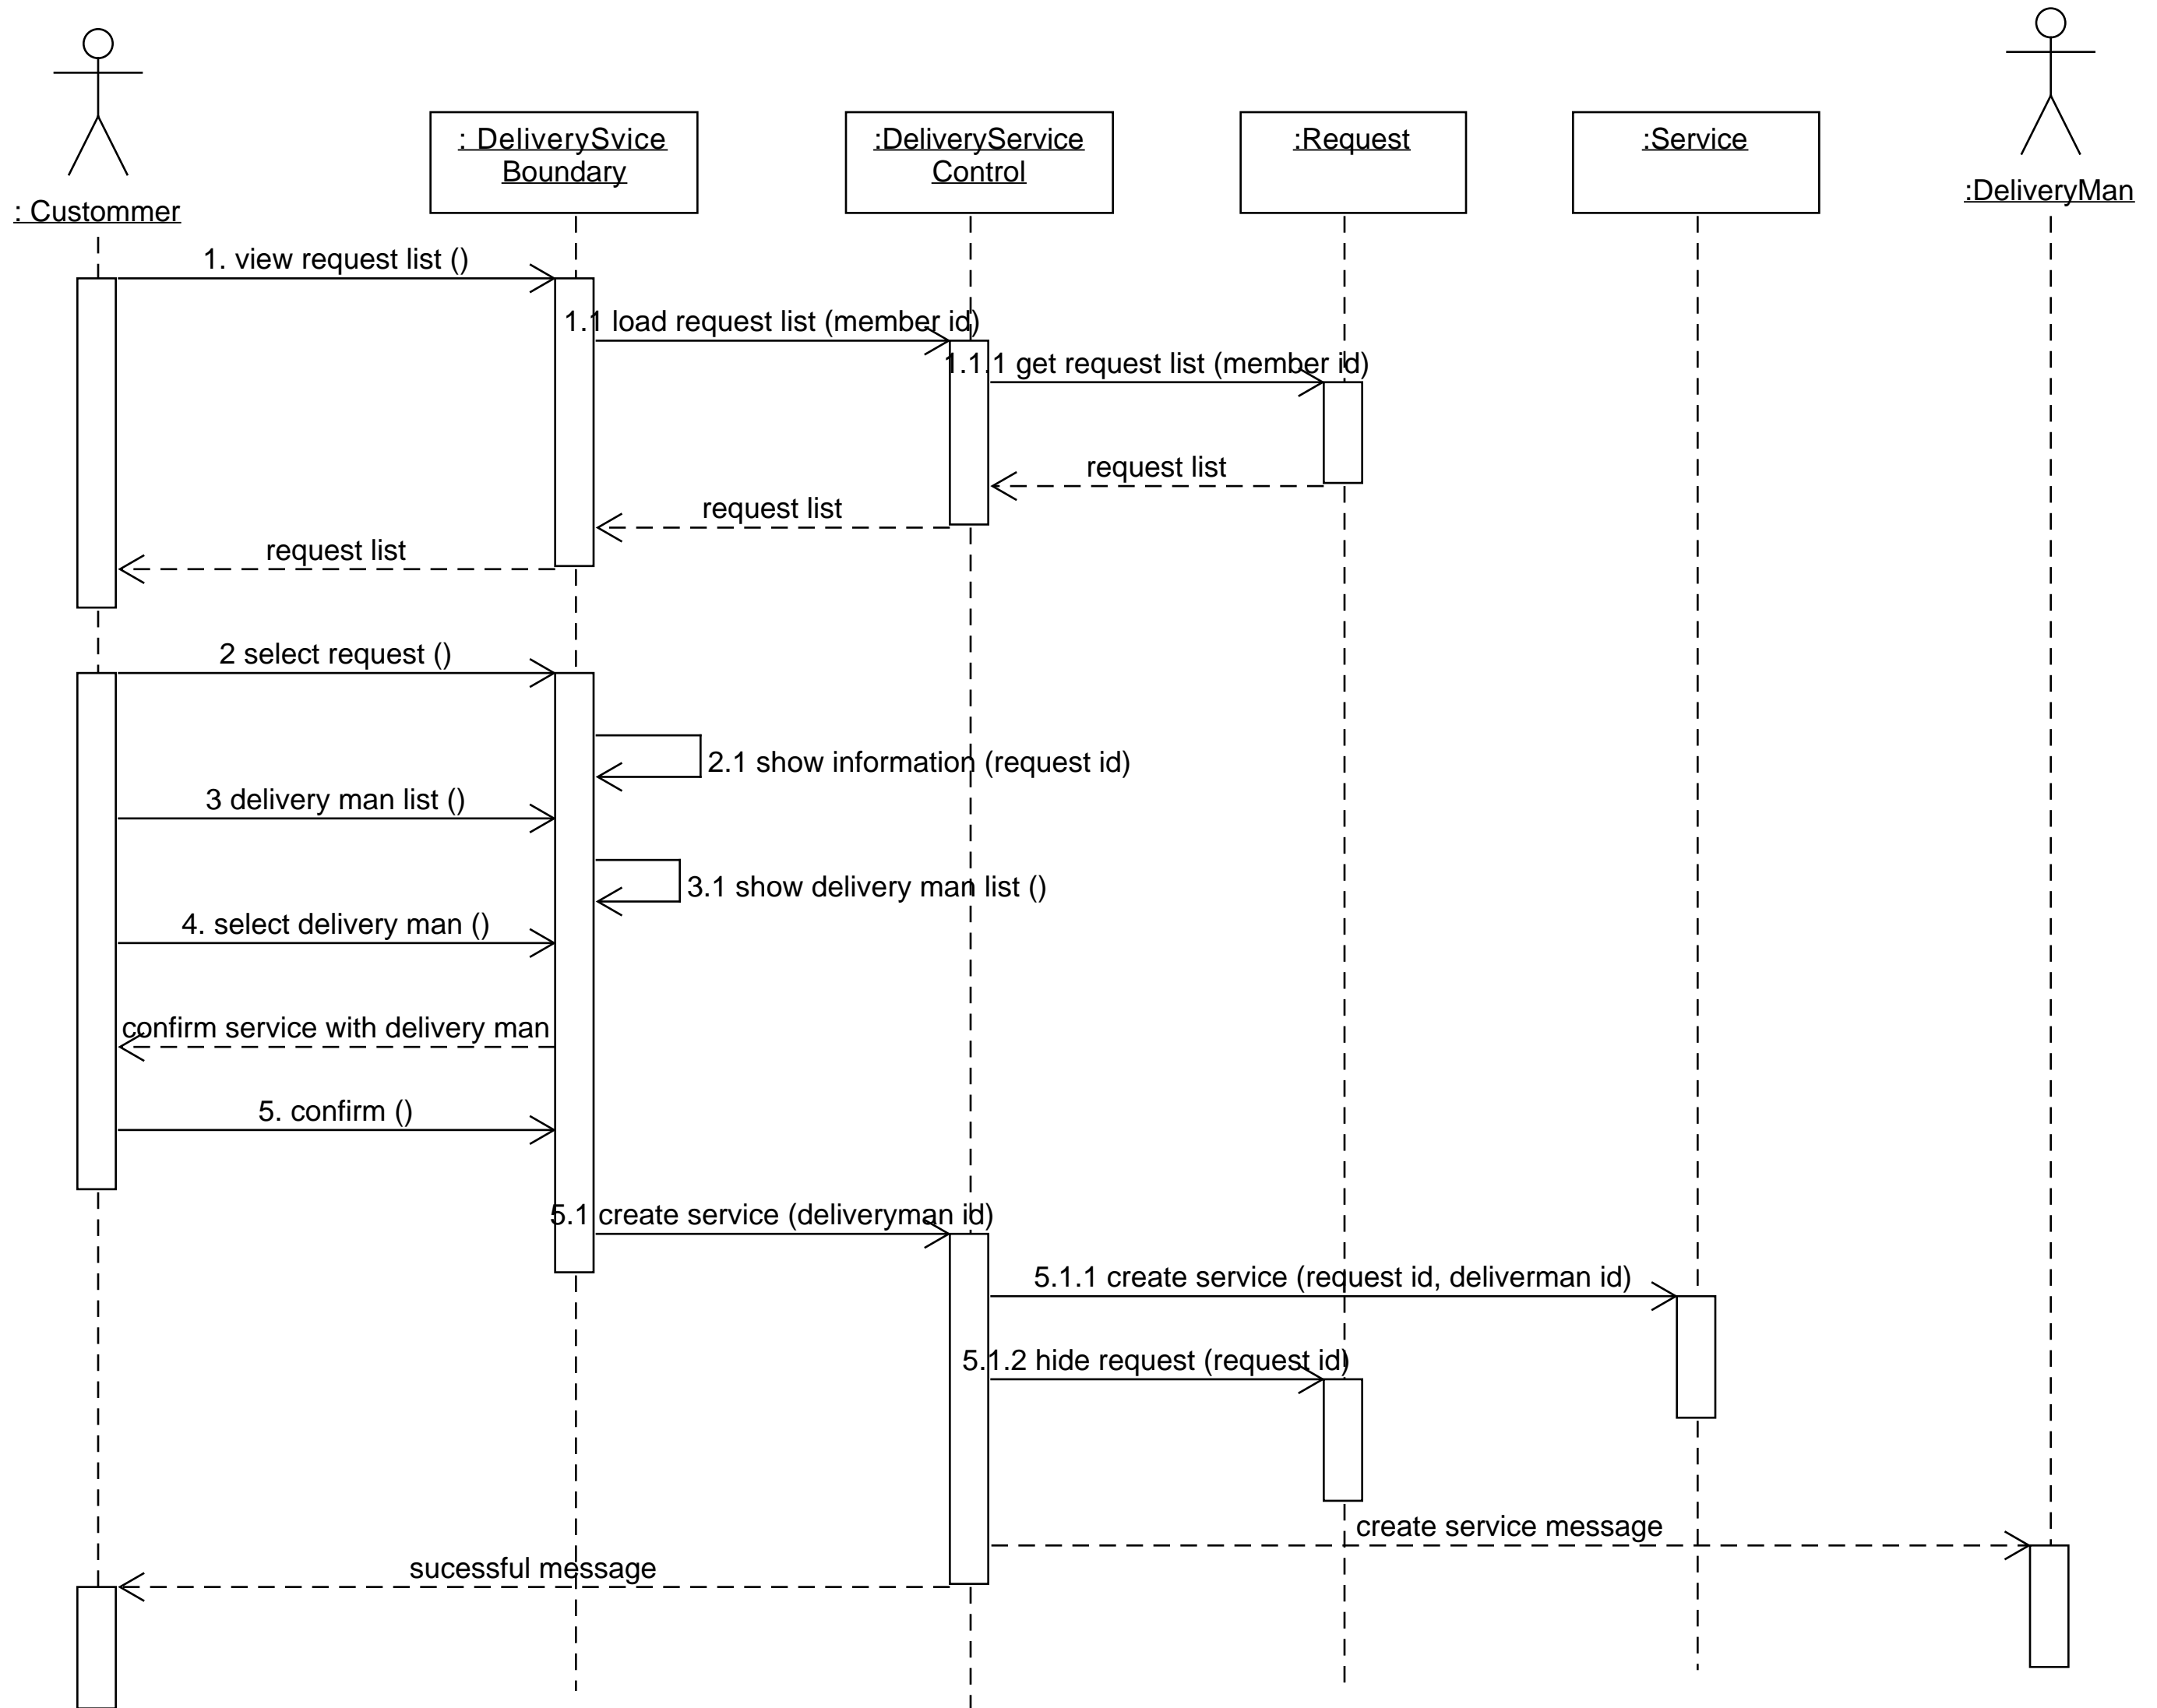 : Custommer
: DeliverySvice
Boundary
:DeliveryService
Control
:Request
:Service
:DeliveryMan
1. view request list ()
1.1 load request list (member id)
1.1.1 get request list (member id)
request list
request list
request list
2 select request ()
2.1 show information (request id)
3 delivery man list ()
3.1 show delivery man list ()
4. select delivery man ()
confirm service with delivery man
5. confirm ()
5.1 create service (deliveryman id)
5.1.1 create service (request id, deliverman id)
5.1.2 hide request (request id)
create service message
sucessful message